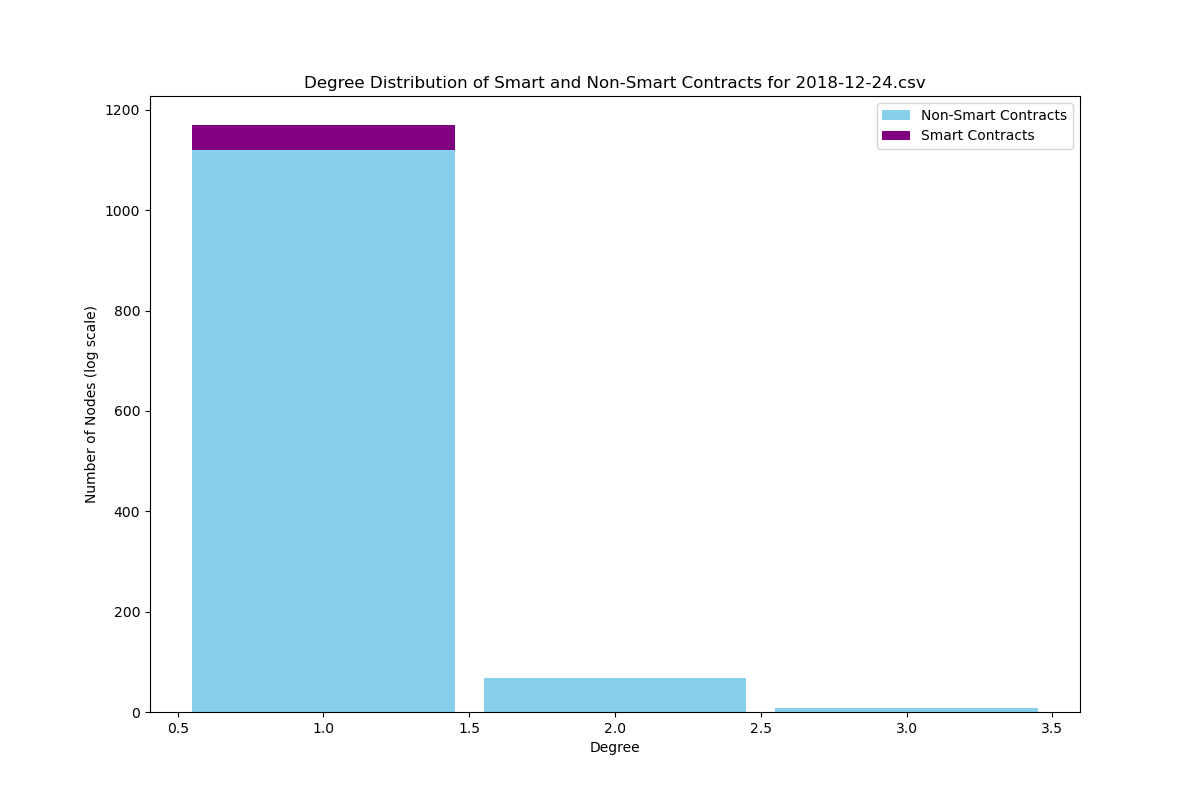 Degree Distribution of Smart and Non-Smart Contracts for 2018-12-24.csv
Non-Smart Contracts
Smart Contracts
Number of Nodes (log scale)
1200
1000
800
600
400
200
0
0.5 1.0 1.5 2.0 2.5 3.0 3.5
Degree